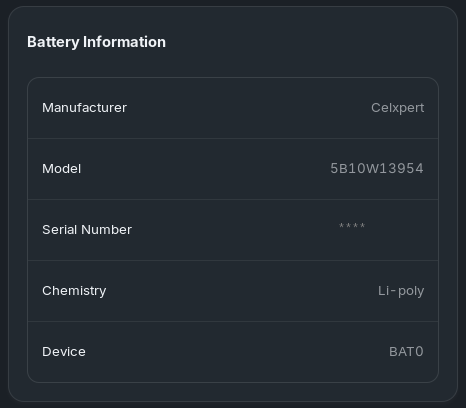 Battery Information
Manufacturer Celxpert
Model 5B10W13954
Serial Number ****
Chemistry Li-poly
Device BAT0